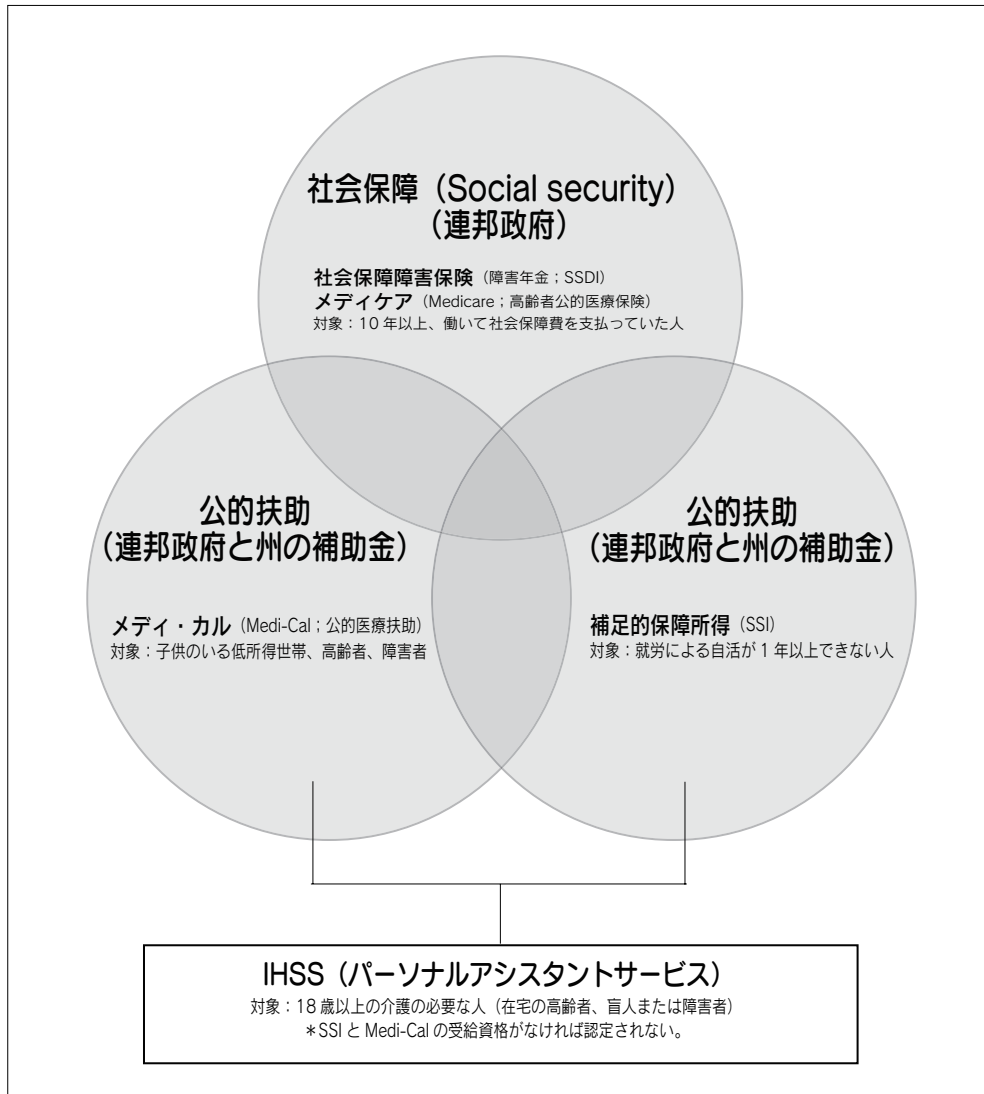 社会保障（Social security）
（連邦政府）
社会保障障害保険（障害年金；SSDI）
メディケア（Medicare；高齢者公的医療保険）
対象：10 年以上、働いて社会保障費を支払っていた人
公的扶助
（連邦政府と州の補助金）
メディ・カル（Medi-Cal；公的医療扶助）
対象：子供のいる低所得世帯、高齢者、障害者
公的扶助
（連邦政府と州の補助金）
補足的保障所得（SSI）
対象：就労による自活が 1 年以上できない人
IHSS（パーソナルアシスタントサービス）
対象：18 歳以上の介護の必要な人（在宅の高齢者、盲人または障害者）
＊SSI と Medi-Cal の受給資格がなければ認定されない。